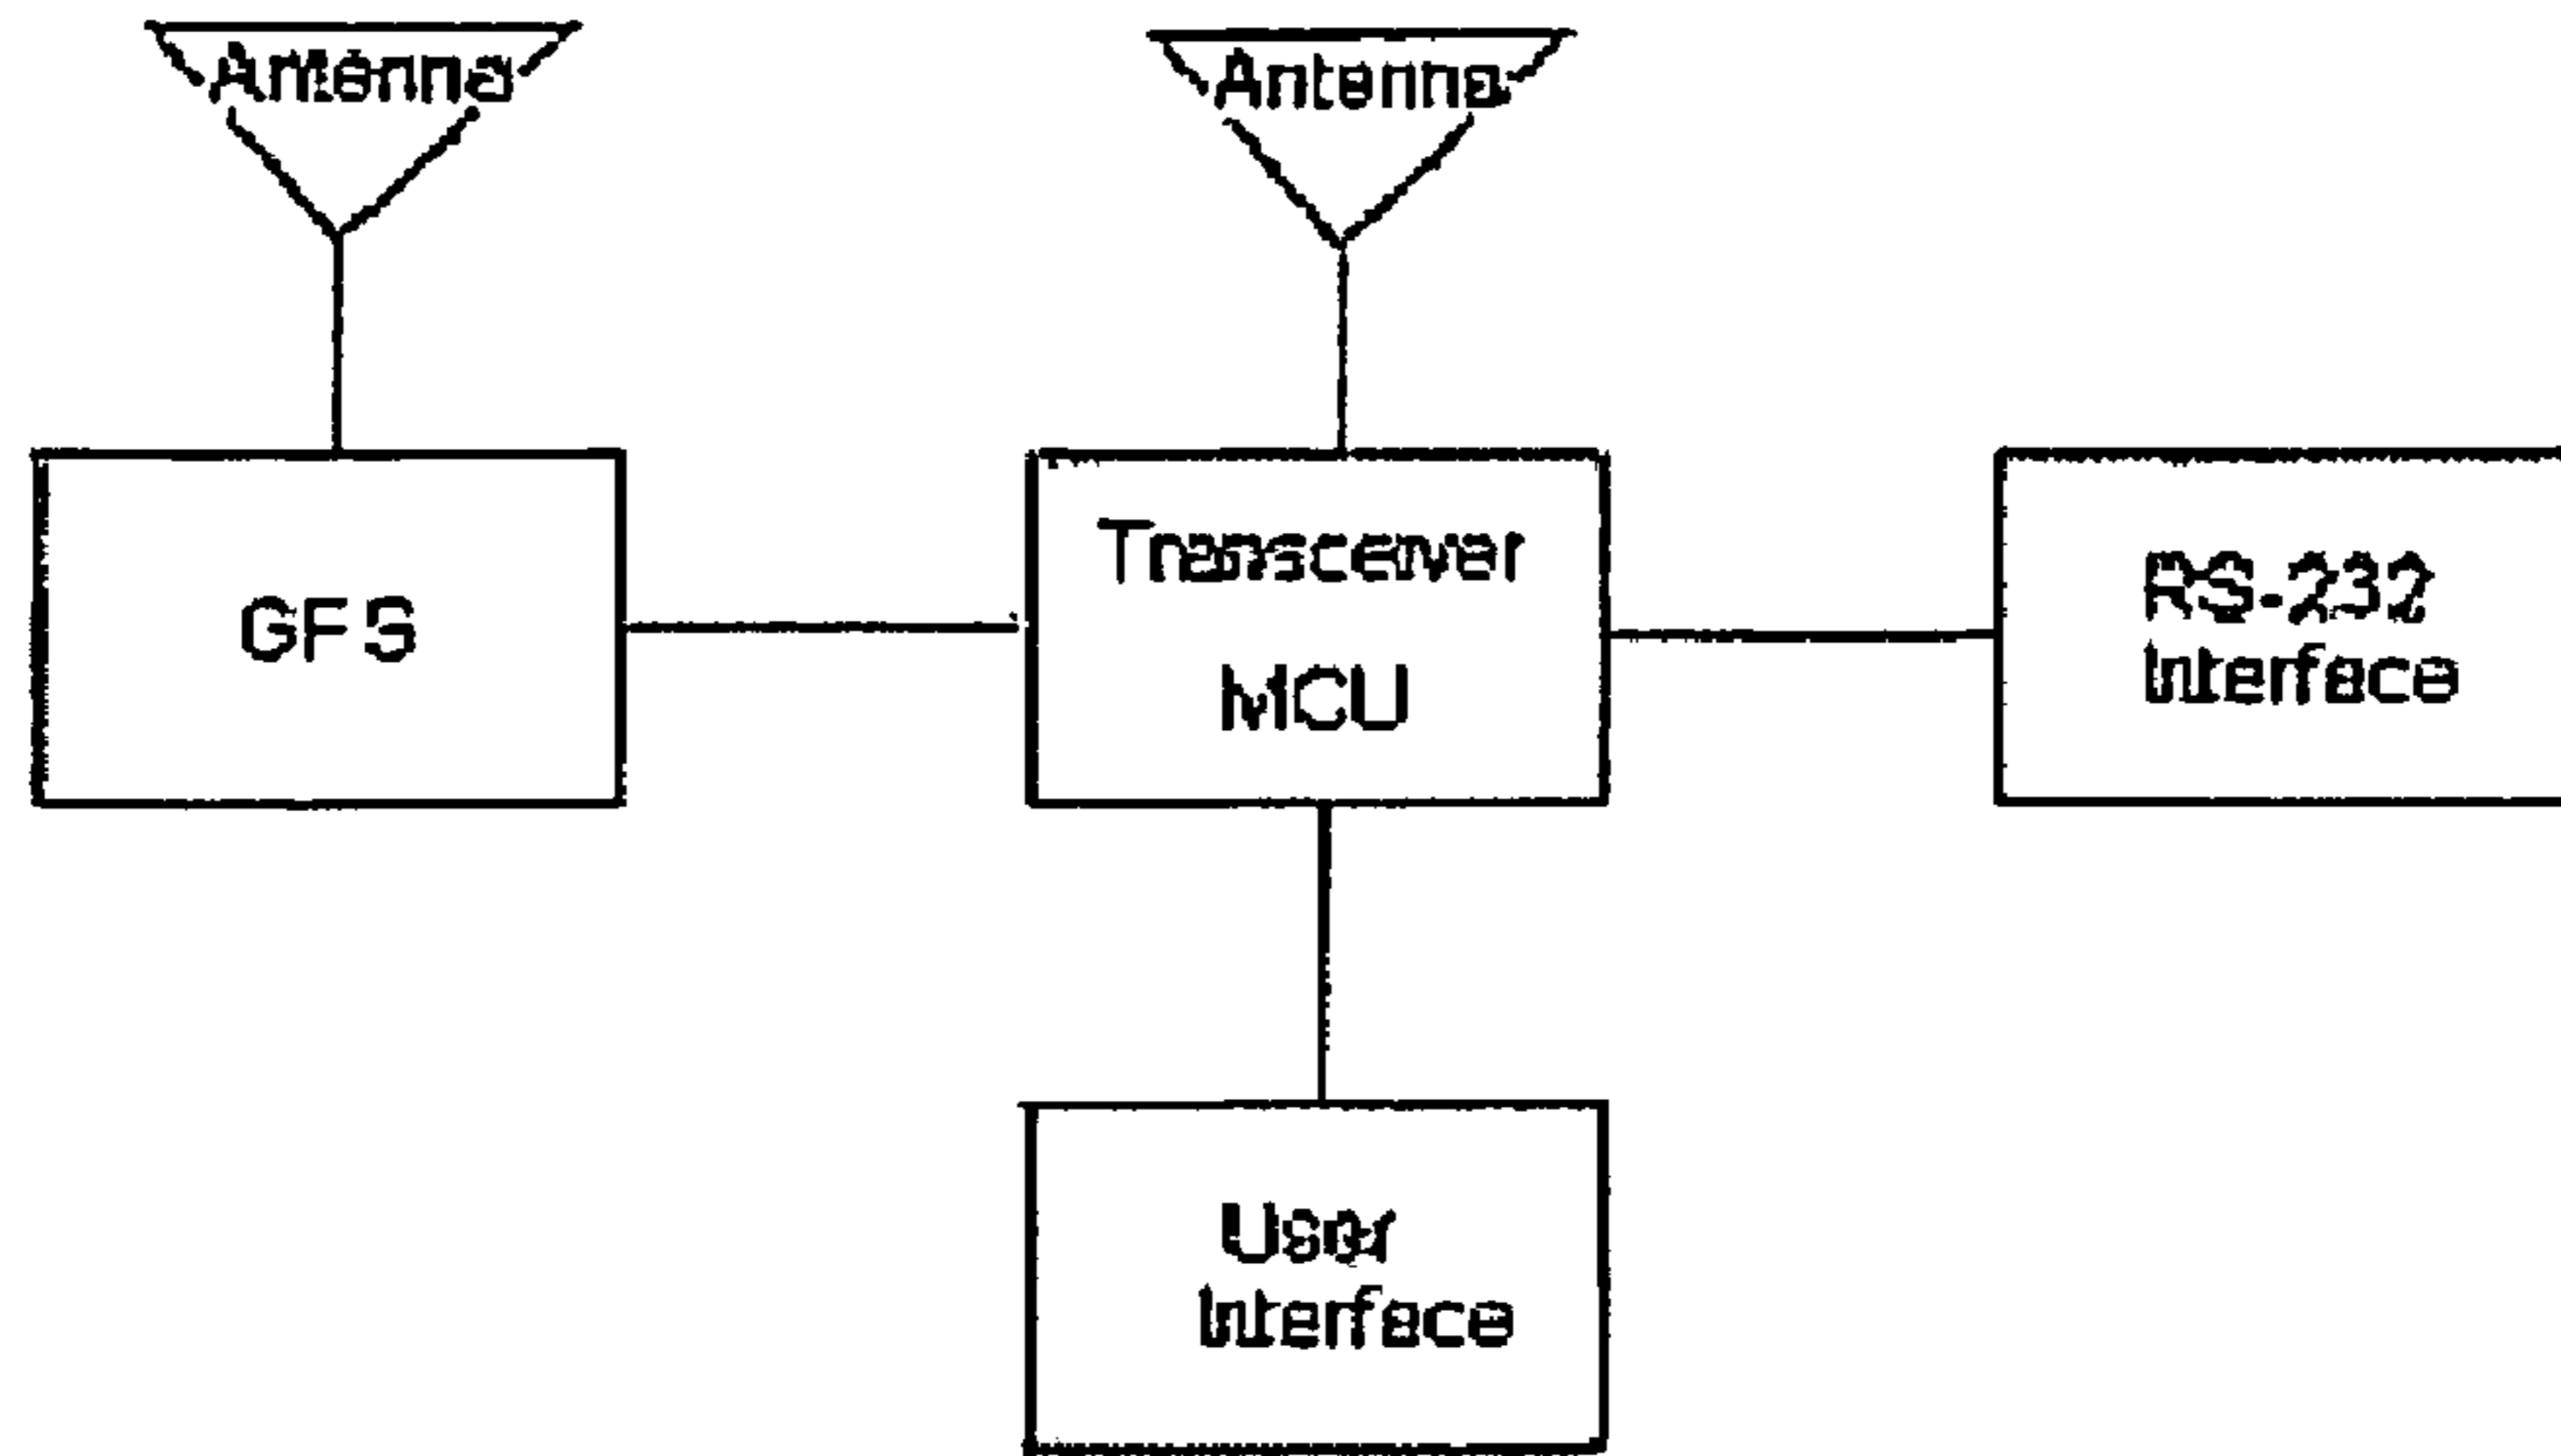 Antenna
Antenna
GFS
Transceiver
MCU
RS-232
Interface
User
Interface